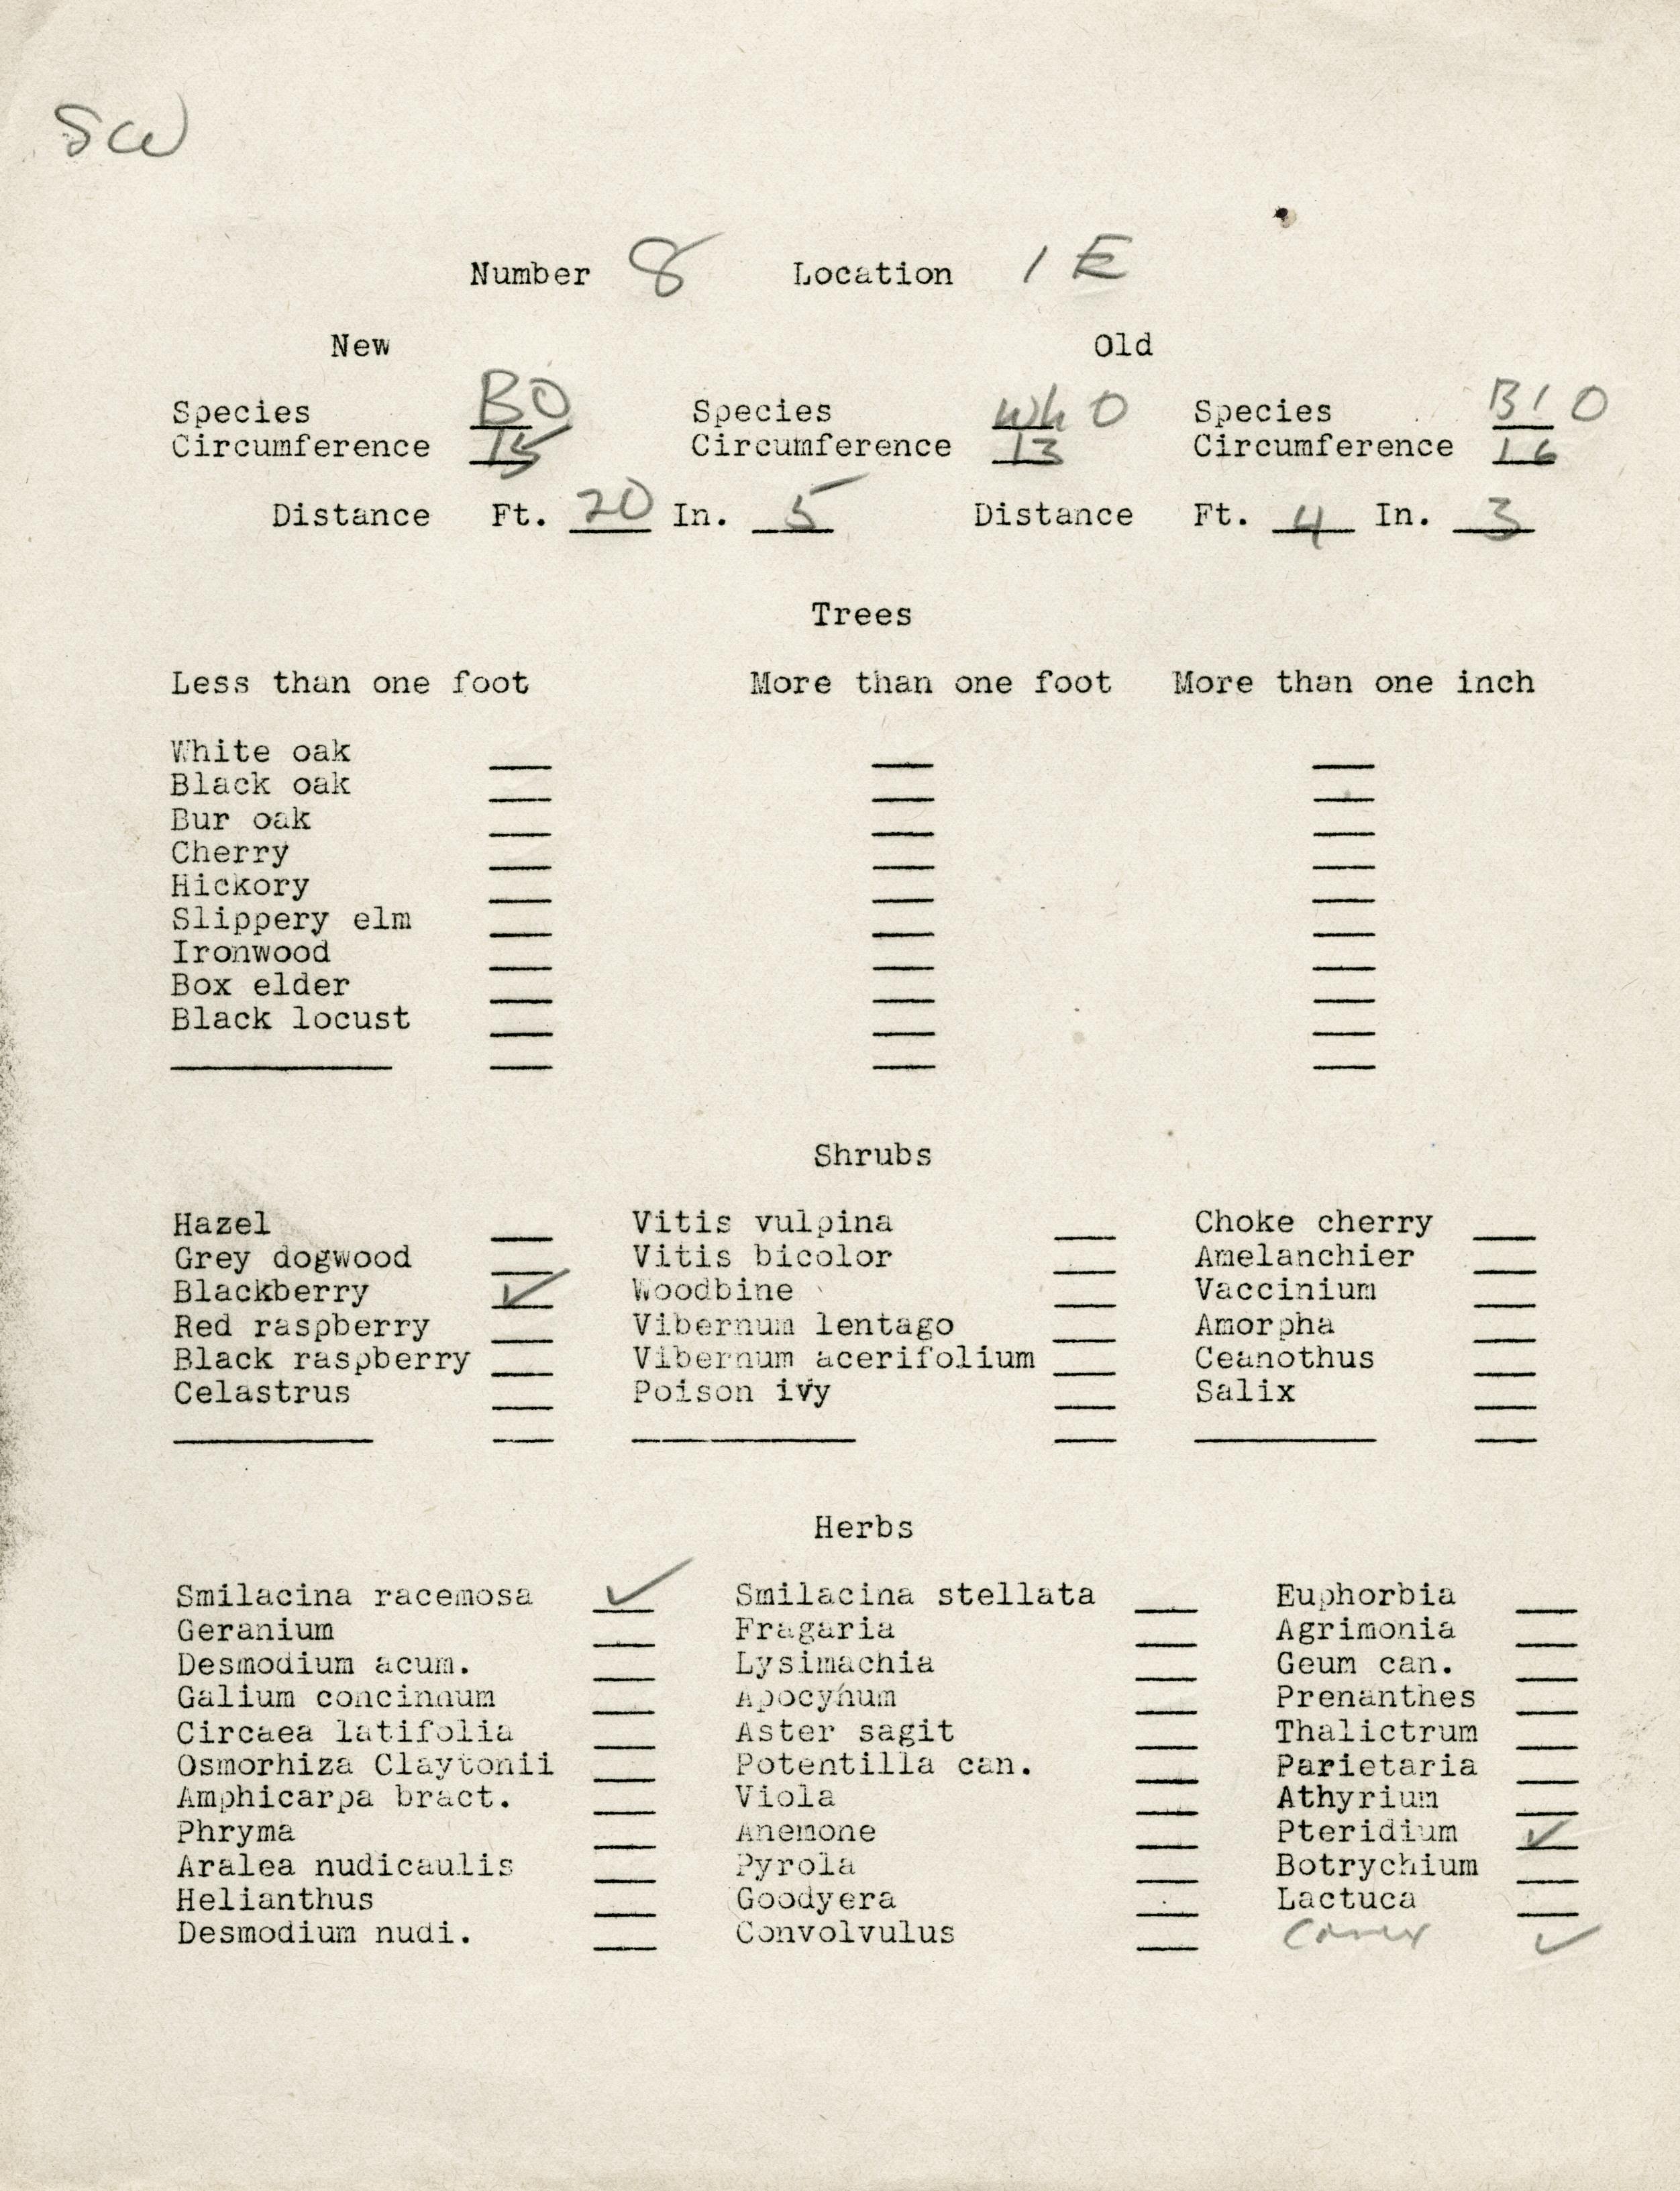 SW
Number 8 Location 1 E
New Old
Species BO Species Wh O Species Bl O
Circumference 15 Circumference 13 Circumference 16
Distance Ft. 20 In. 5 Distance Ft. 4 In. 3
Trees
Less than one foot More than one foot More than one inch
White oak
Black oak
Bur oak
Cherry
Hickory
Slippery elm
Ironwood
Box elder
Black locust
Shrubs
Hazel Vitis vulpina Choke cherry
Grey dogwood Vitis bicolor Amelanchier
Blackberry ✓ Woodbine Vaccinium
Red raspberry Vibernum lentago Amorpha
Black raspberry Vibernum acerifolium Ceanothus
Celastrus Poison ivy Salix
Herbs
Smilacina racemosa ✓ Smilacina stellata Euphorbia
Geranium Fragaria Agrimonia
Desmodium acum. Lysimachia Geum can.
Galium concinnum Apocynum Prenanthes
Circaea latifolia Aster sagit Thalictrum
Osmorhiza Claytonii Potentilla can. Parietaria
Amphicarpa bract. Viola Athyrium
Phryma Anemone Pteridium ✓
Aralea nudicaulis Pyrola Botrychium
Helianthus Goodyera Lactuca
Desmodium nudi. Convolvulus Carex ✓